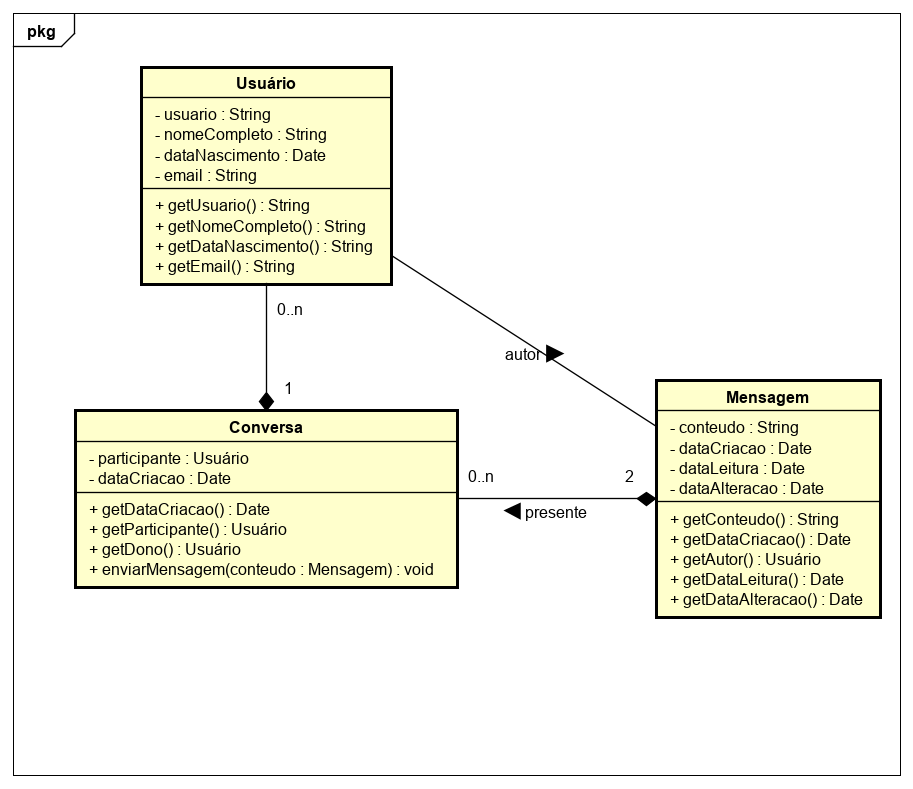 pkg
Usuário
- usuario : String
- nomeCompleto : String
- dataNascimento : Date
- email : String
+ getUsuario() : String
+ getNomeCompleto() : String
+ getDataNascimento() : String
+ getEmail() : String
0..n
autor
1
Conversa
- participante : Usuário
- dataCriacao : Date
+ getDataCriacao() : Date
+ getParticipante() : Usuário
+ getDono() : Usuário
+ enviarMensagem(conteudo : Mensagem) : void
0..n
2
presente
Mensagem
- conteudo : String
- dataCriacao : Date
- dataLeitura : Date
- dataAlteracao : Date
+ getConteudo() : String
+ getDataCriacao() : Date
+ getAutor() : Usuário
+ getDataLeitura() : Date
+ getDataAlteracao() : Date